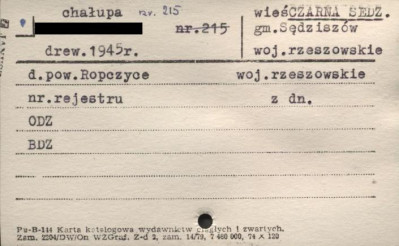 chałupa nr. 215 wieś CZARNA SĘDZ.
nr.215 gm.Sędziszów
drew.1945r. woj.rzeszowskie
d.pow.Ropczyce woj.rzeszowskie
nr.rejestru z dn.
ODZ
BDZ
Pu-B-144 Karta katalogowa wydawnictw ciągłych i zwartych.
Zam. 2204/DW/On WZGraf. Z-d 2, zam. 14/79, 7 460 000, 74 × 120